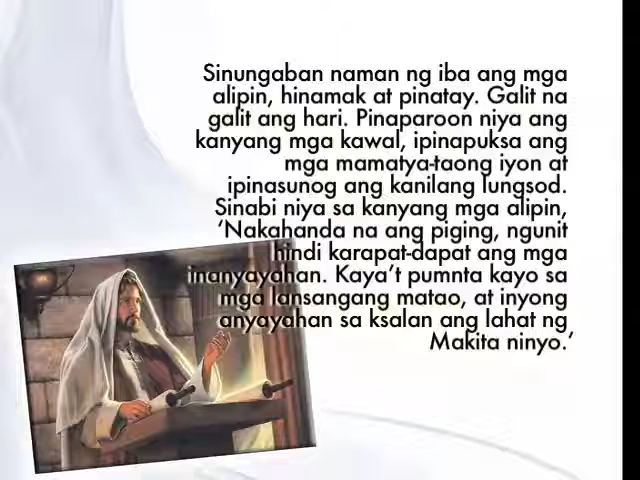 Sinungaban naman ng iba ang mga
alipin, hinamak at pinatay. Galit na
galit ang hari. Pinaparoon niya ang
kanyang mga kawal, ipinapuksa ang
mga mamatya-taong iyon at
ipinasunog ang kanilang lungsod.
Sinabi niya sa kanyang mga alipin,
‘Nakahanda na ang piging, ngunit
hindi karapat-dapat ang mga
inanyayahan. Kaya’t pumnta kayo sa
mga lansangang matao, at inyong
anyayahan sa ksalan ang lahat ng
Makita ninyo.’